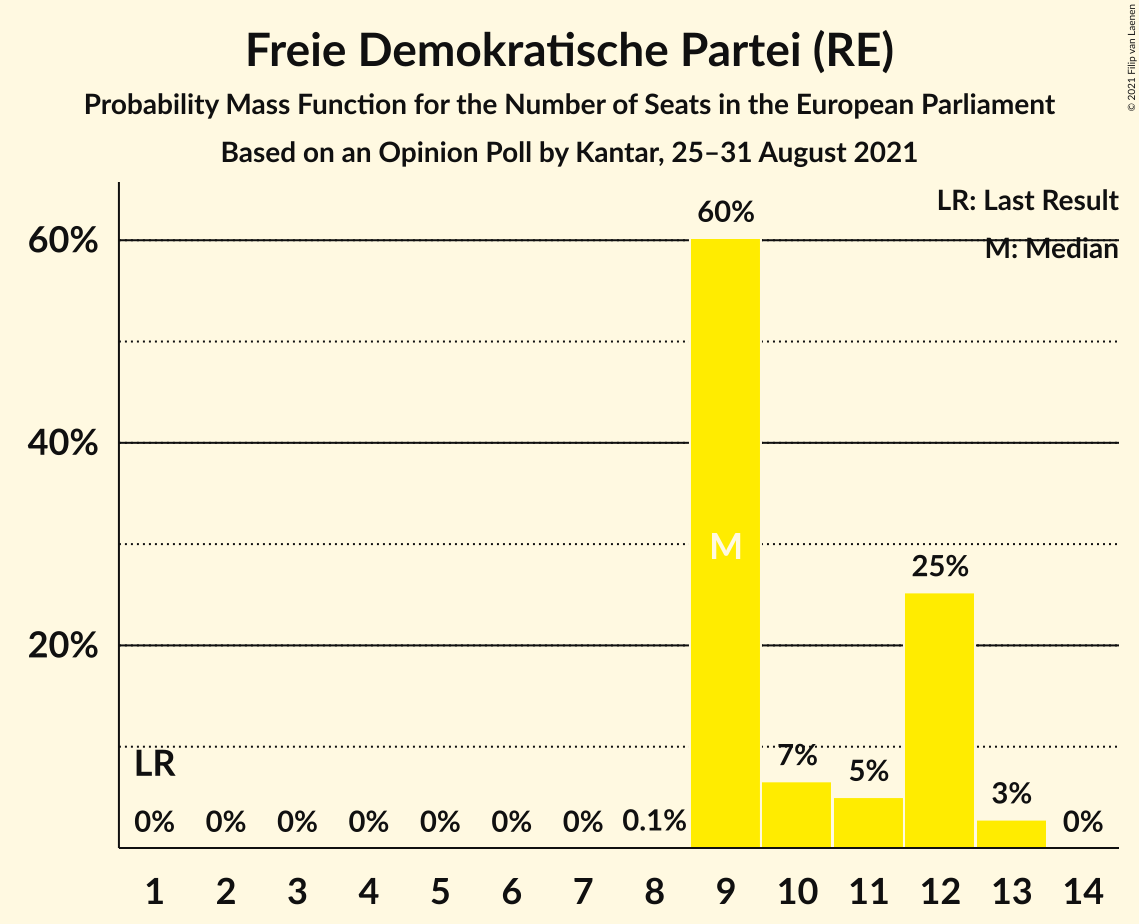 Freie Demokratische Partei (RE)
Probability Mass Function for the Number of Seats in the European Parliament
Based on an Opinion Poll by Kantar, 25–31 August 2021
© 2021 Filip van Laenen
LR: Last Result
M: Median
60%
40%
20%
60%
M
25%
LR
7%
5%
3%
0% 0% 0% 0% 0% 0% 0% 0.1% 0%
1 2 3 4 5 6 7 8 9 10 11 12 13 14